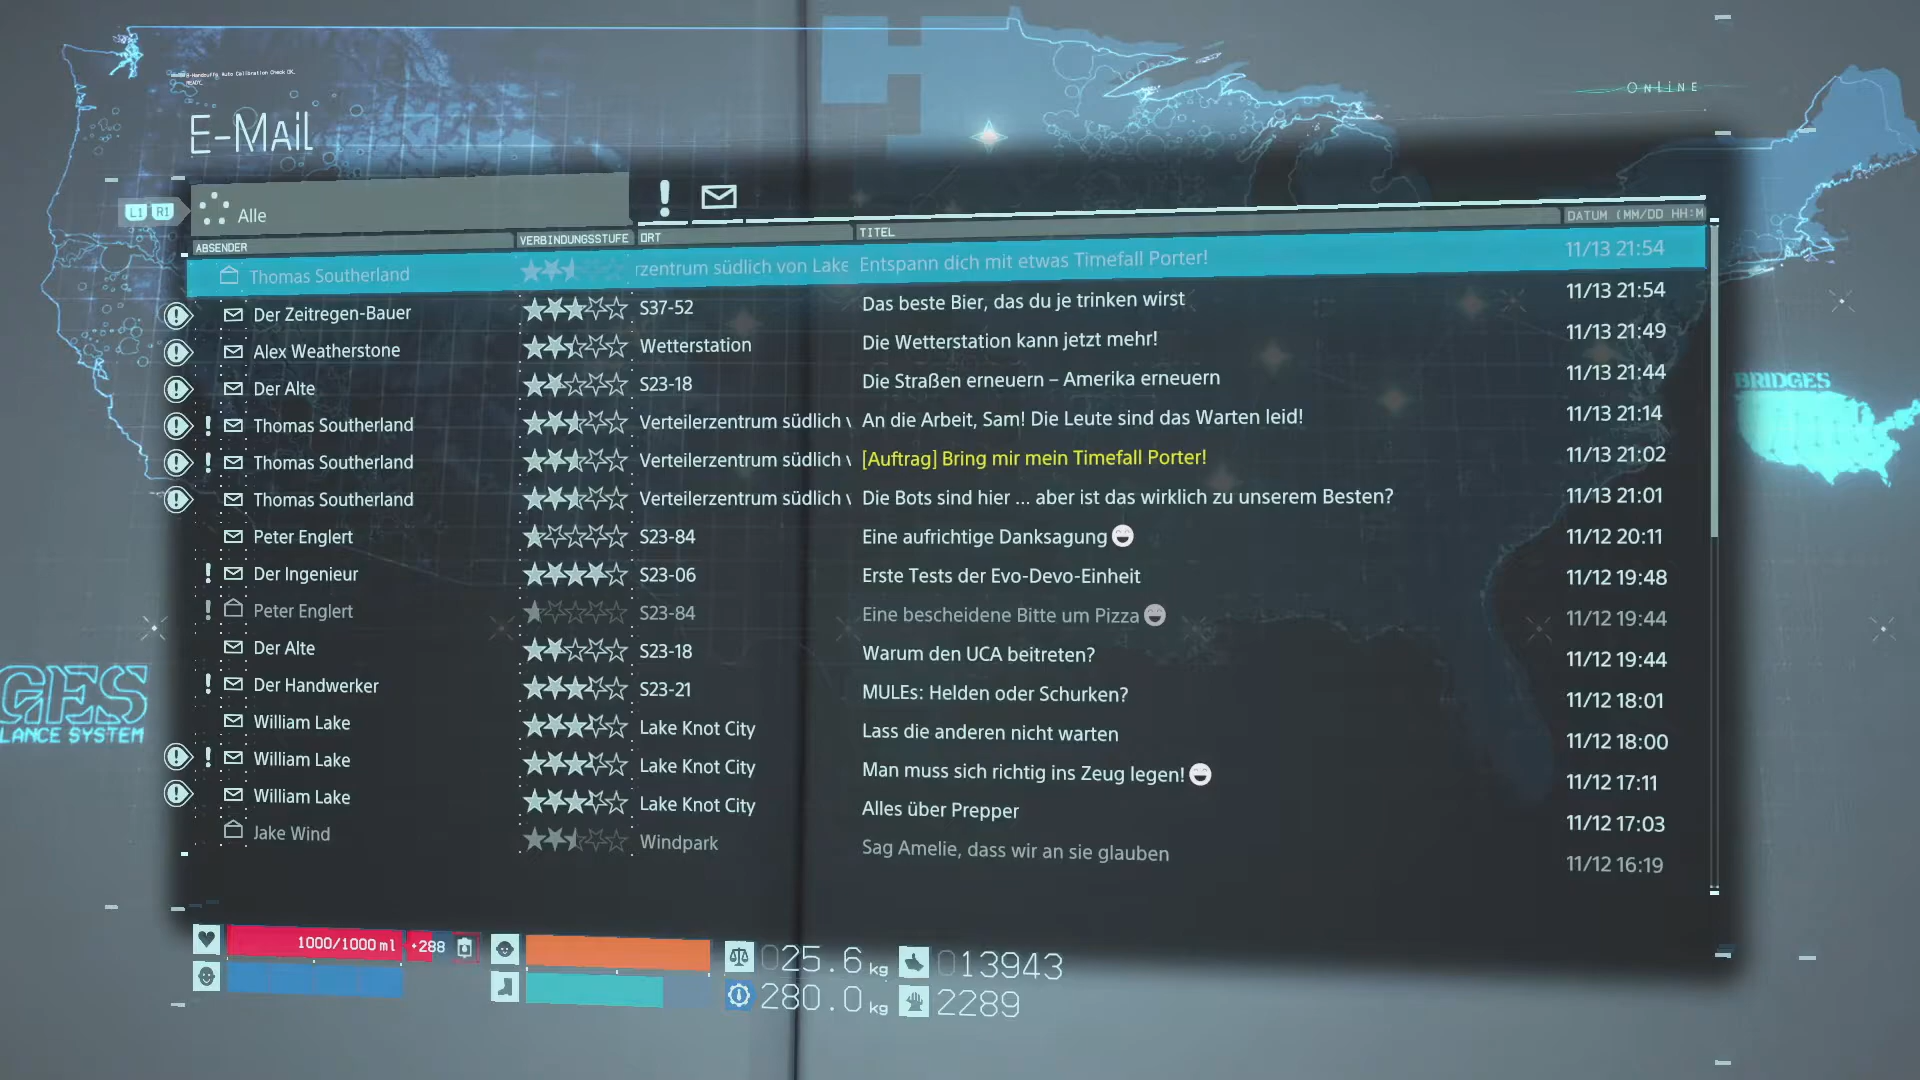 B-Handcuffs Auto Calibration Check OK.
READY.
ONLINE
E-MAIL
L1 R1
Alle
ABSENDER VERBINDUNGSSTUFE ORT TITEL DATUM (MM/DD HH:M
Thomas Southerland rzentrum südlich von Lake Entspann dich mit etwas Timefall Porter! 11/13 21:54
Der Zeitregen-Bauer S37-52 Das beste Bier, das du je trinken wirst 11/13 21:54
Alex Weatherstone Wetterstation Die Wetterstation kann jetzt mehr! 11/13 21:49
Der Alte S23-18 Die Straßen erneuern – Amerika erneuern 11/13 21:44
! Thomas Southerland Verteilerzentrum südlich v An die Arbeit, Sam! Die Leute sind das Warten leid! 11/13 21:14
! Thomas Southerland Verteilerzentrum südlich v [Auftrag] Bring mir mein Timefall Porter! 11/13 21:02
Thomas Southerland Verteilerzentrum südlich v Die Bots sind hier ... aber ist das wirklich zu unserem Besten? 11/13 21:01
Peter Englert S23-84 Eine aufrichtige Danksagung 11/12 20:11
! Der Ingenieur S23-06 Erste Tests der Evo-Devo-Einheit 11/12 19:48
! Peter Englert S23-84 Eine bescheidene Bitte um Pizza 11/12 19:44
Der Alte S23-18 Warum den UCA beitreten? 11/12 19:44
! Der Handwerker S23-21 MULEs: Helden oder Schurken? 11/12 18:01
William Lake Lake Knot City Lass die anderen nicht warten 11/12 18:00
! William Lake Lake Knot City Man muss sich richtig ins Zeug legen! 11/12 17:11
William Lake Lake Knot City Alles über Prepper 11/12 17:03
Jake Wind Windpark Sag Amelie, dass wir an sie glauben 11/12 16:19
BRIDGES
GES
LANCE SYSTEM
1000/1000 ml +288 025.6 kg 013943
280.0 kg 2289